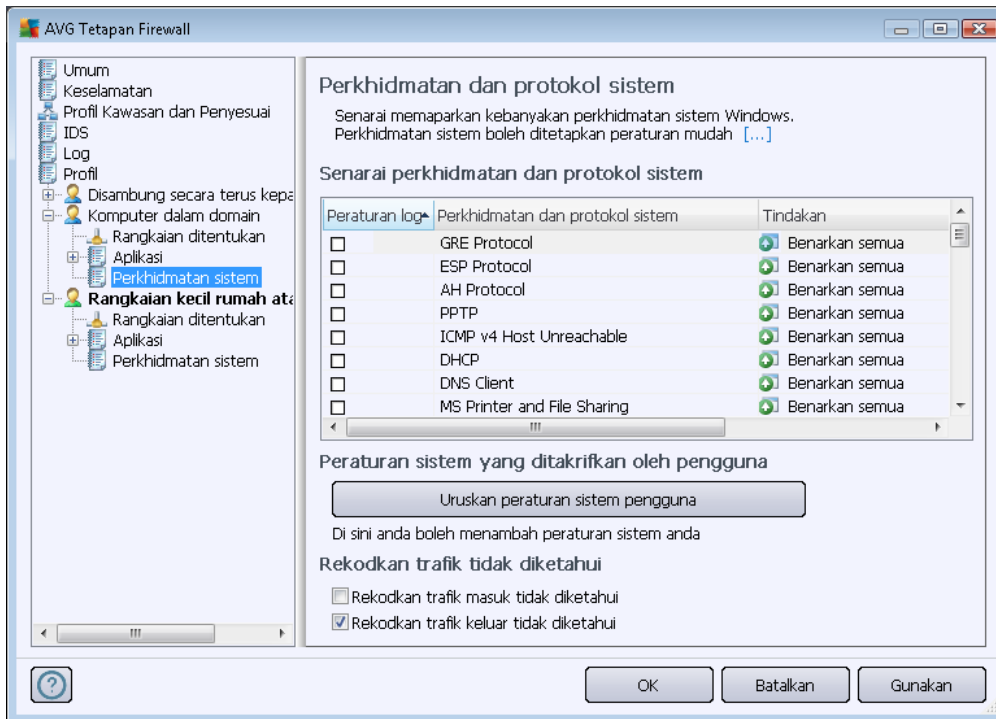 AVG Tetapan Firewall
Umum
Keselamatan
Profil Kawasan dan Penyesuai
IDS
Log
Profil
Disambung secara terus kepa
Komputer dalam domain
Rangkaian ditentukan
Aplikasi
Perkhidmatan sistem
Rangkaian kecil rumah ata
Rangkaian ditentukan
Aplikasi
Perkhidmatan sistem
Perkhidmatan dan protokol sistem
Senarai memaparkan kebanyakan perkhidmatan sistem Windows.
Perkhidmatan sistem boleh ditetapkan peraturan mudah [...]
Senarai perkhidmatan dan protokol sistem
Peraturan log Perkhidmatan dan protokol sistem Tindakan
GRE Protocol Benarkan semua
ESP Protocol Benarkan semua
AH Protocol Benarkan semua
PPTP Benarkan semua
ICMP v4 Host Unreachable Benarkan semua
DHCP Benarkan semua
DNS Client Benarkan semua
MS Printer and File Sharing Benarkan semua
Peraturan sistem yang ditakrifkan oleh pengguna
Uruskan peraturan sistem pengguna
Di sini anda boleh menambah peraturan sistem anda
Rekodkan trafik tidak diketahui
Rekodkan trafik masuk tidak diketahui
Rekodkan trafik keluar tidak diketahui
? OK Batalkan Gunakan